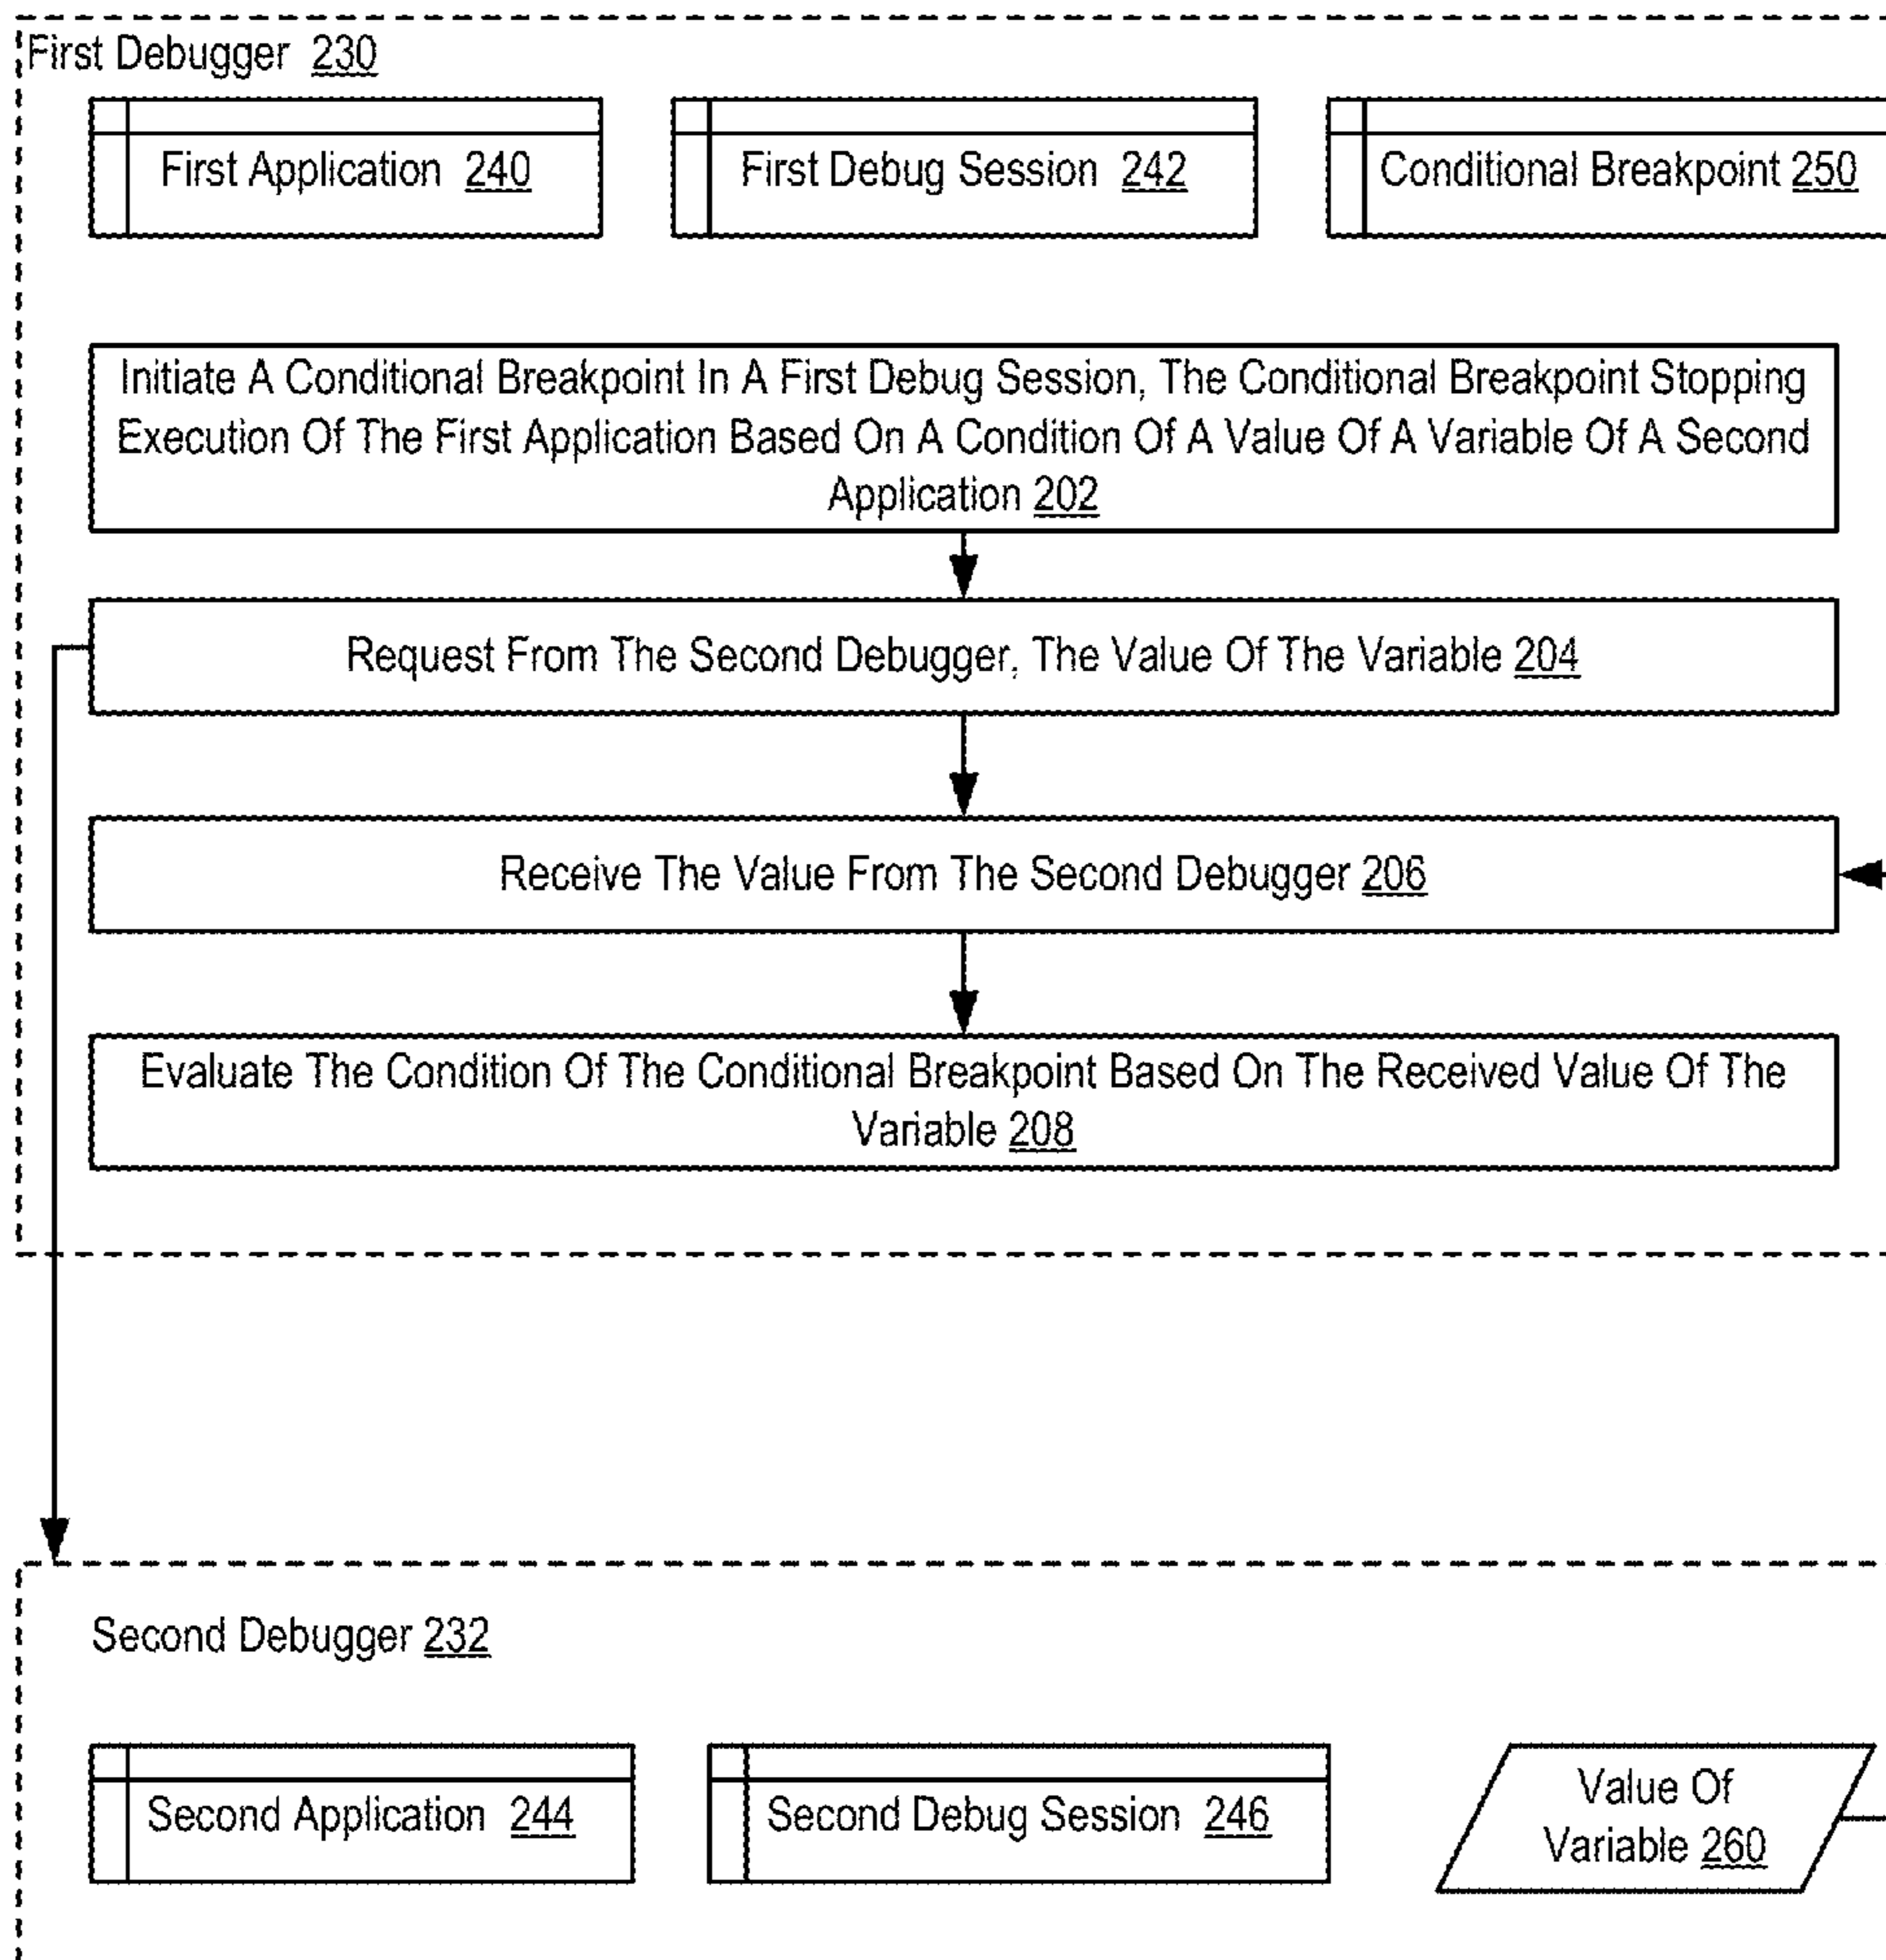 First Debugger 230
First Application 240
First Debug Session 242
Conditional Breakpoint 250
Initiate A Conditional Breakpoint In A First Debug Session, The Conditional Breakpoint Stopping
Execution Of The First Application Based On A Condition Of A Value Of A Variable Of A Second
Application 202
Request From The Second Debugger, The Value Of The Variable 204
Receive The Value From The Second Debugger 206
Evaluate The Condition Of The Conditional Breakpoint Based On The Received Value Of The
Variable 208
Second Debugger 232
Second Application 244
Second Debug Session 246
Value Of
Variable 260